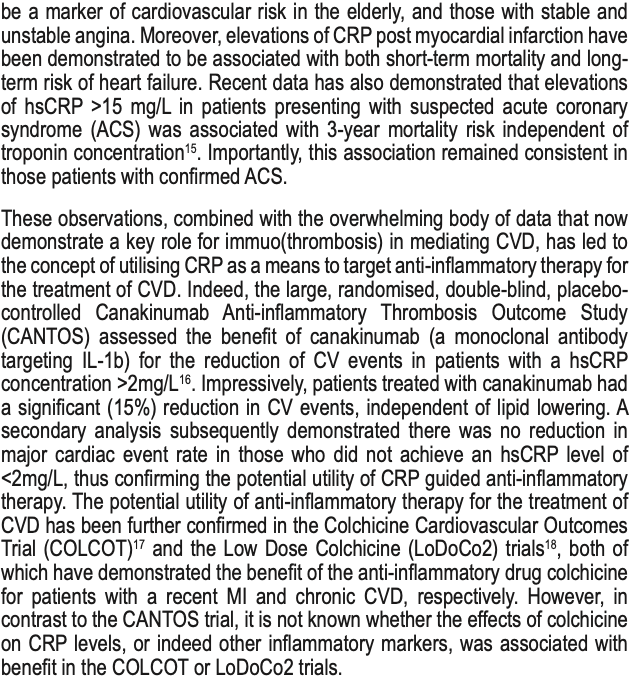 be a marker of cardiovascular risk in the elderly, and those with stable and
unstable angina. Moreover, elevations of CRP post myocardial infarction have
been demonstrated to be associated with both short-term mortality and long-
term risk of heart failure. Recent data has also demonstrated that elevations
of hsCRP >15 mg/L in patients presenting with suspected acute coronary
syndrome (ACS) was associated with 3-year mortality risk independent of
troponin concentration¹⁵. Importantly, this association remained consistent in
those patients with confirmed ACS.
These observations, combined with the overwhelming body of data that now
demonstrate a key role for immuo(thrombosis) in mediating CVD, has led to
the concept of utilising CRP as a means to target anti-inflammatory therapy for
the treatment of CVD. Indeed, the large, randomised, double-blind, placebo-
controlled Canakinumab Anti-inflammatory Thrombosis Outcome Study
(CANTOS) assessed the benefit of canakinumab (a monoclonal antibody
targeting IL-1b) for the reduction of CV events in patients with a hsCRP
concentration >2mg/L¹⁶. Impressively, patients treated with canakinumab had
a significant (15%) reduction in CV events, independent of lipid lowering. A
secondary analysis subsequently demonstrated there was no reduction in
major cardiac event rate in those who did not achieve an hsCRP level of
<2mg/L, thus confirming the potential utility of CRP guided anti-inflammatory
therapy. The potential utility of anti-inflammatory therapy for the treatment of
CVD has been further confirmed in the Colchicine Cardiovascular Outcomes
Trial (COLCOT)¹⁷ and the Low Dose Colchicine (LoDoCo2) trials¹⁸, both of
which have demonstrated the benefit of the anti-inflammatory drug colchicine
for patients with a recent MI and chronic CVD, respectively. However, in
contrast to the CANTOS trial, it is not known whether the effects of colchicine
on CRP levels, or indeed other inflammatory markers, was associated with
benefit in the COLCOT or LoDoCo2 trials.